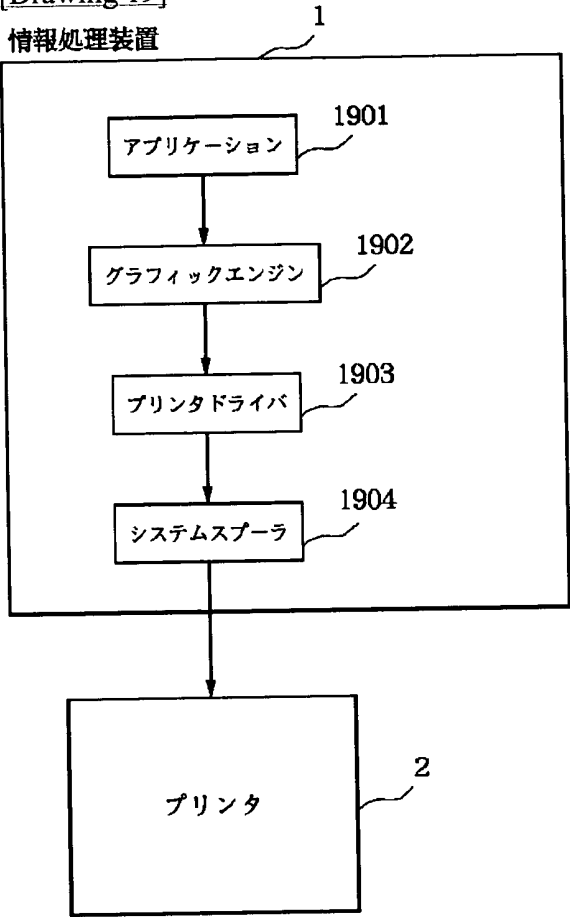 情報処理装置
1
アプリケーション
1901
グラフィックエンジン
1902
プリンタドライバ
1903
システムスプーラ
1904
プリンタ
2